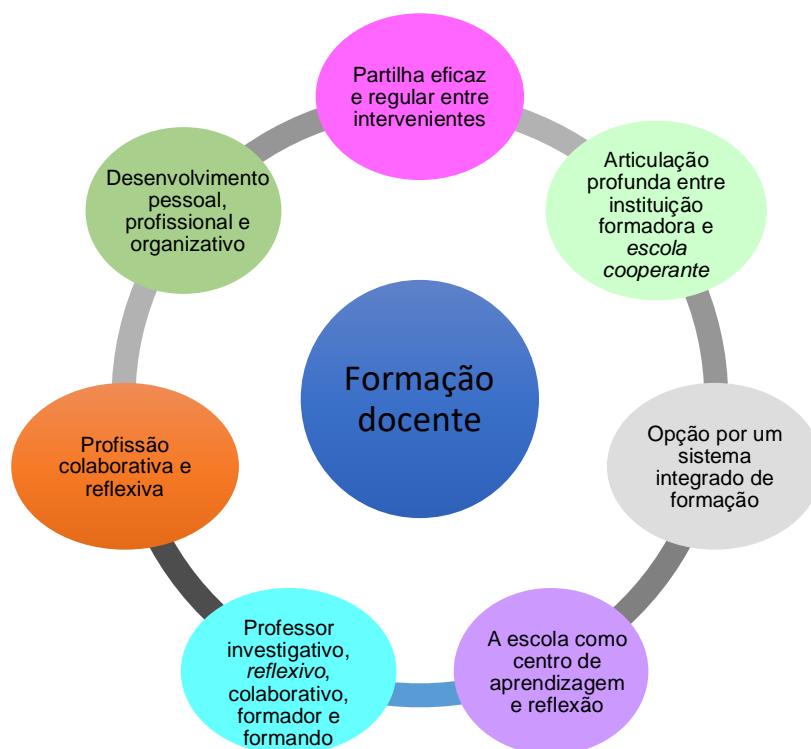 Partilha eficaz
e regular entre
intervenientes
Articulação
profunda entre
instituição
formadora e
escola
cooperante
Opção por um
sistema
integrado de
formação
A escola como
centro de
aprendizagem
e reflexão
Professor
investigativo,
reflexivo,
colaborativo,
formador e
formando
Profissão
colaborativa e
reflexiva
Desenvolvimento
pessoal,
profissional e
organizativo
Formação
docente